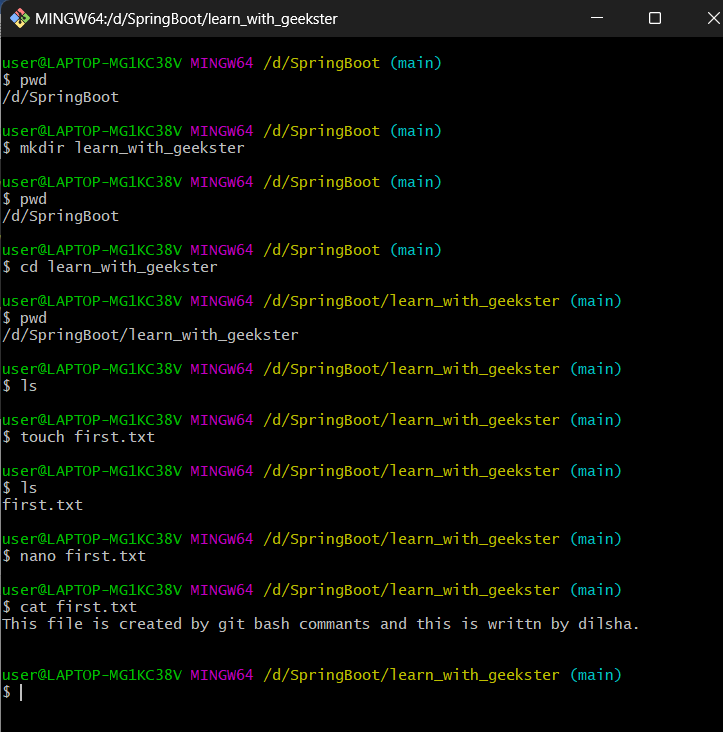 MINGW64:/d/SpringBoot/learn_with_geekster
user@LAPTOP-MG1KC38V MINGW64 /d/SpringBoot (main)
$ pwd
/d/SpringBoot
user@LAPTOP-MG1KC38V MINGW64 /d/SpringBoot (main)
$ mkdir learn_with_geekster
user@LAPTOP-MG1KC38V MINGW64 /d/SpringBoot (main)
$ pwd
/d/SpringBoot
user@LAPTOP-MG1KC38V MINGW64 /d/SpringBoot (main)
$ cd learn_with_geekster
user@LAPTOP-MG1KC38V MINGW64 /d/SpringBoot/learn_with_geekster (main)
$ pwd
/d/SpringBoot/learn_with_geekster
user@LAPTOP-MG1KC38V MINGW64 /d/SpringBoot/learn_with_geekster (main)
$ ls
user@LAPTOP-MG1KC38V MINGW64 /d/SpringBoot/learn_with_geekster (main)
$ touch first.txt
user@LAPTOP-MG1KC38V MINGW64 /d/SpringBoot/learn_with_geekster (main)
$ ls
first.txt
user@LAPTOP-MG1KC38V MINGW64 /d/SpringBoot/learn_with_geekster (main)
$ nano first.txt
user@LAPTOP-MG1KC38V MINGW64 /d/SpringBoot/learn_with_geekster (main)
$ cat first.txt
This file is created by git bash commants and this is writtn by dilsha.
user@LAPTOP-MG1KC38V MINGW64 /d/SpringBoot/learn_with_geekster (main)
$